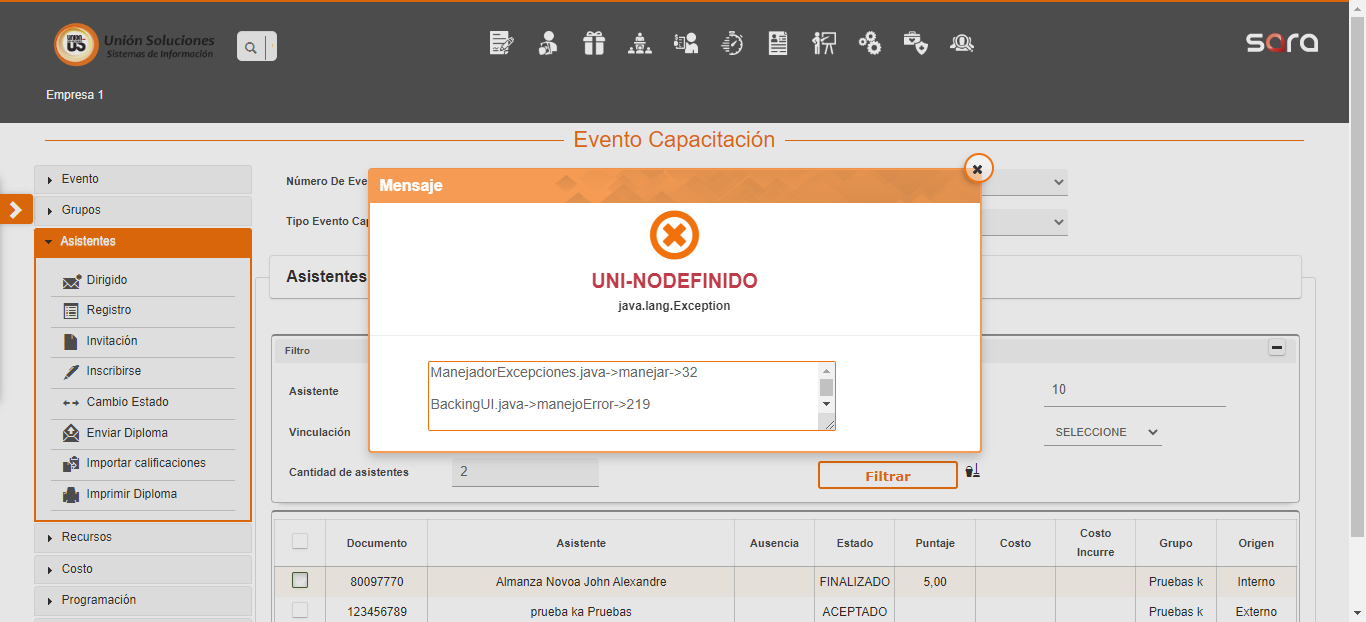 UNION
US
Unión Soluciones
Sistemas de Información
sara
Empresa 1
Evento Capacitación
Evento
Grupos
Asistentes
Dirigido
Registro
Invitación
Inscribirse
Cambio Estado
Enviar Diploma
Importar calificaciones
Imprimir Diploma
Recursos
Costo
Programación
Número De Eve
Tipo Evento Cap
Asistentes
Mensaje
UNI-NODEFINIDO
java.lang.Exception
ManejadorExcepciones.java->manejar->32
BackingUI.java->manejoError->219
Filtro
Asistente
10
Vinculación
SELECCIONE
Cantidad de asistentes 2
Filtrar
Documento Asistente Ausencia Estado Puntaje Costo Costo Incurre Grupo Origen
80097770 Almanza Novoa John Alexandre FINALIZADO 5,00 Pruebas k Interno
123456789 prueba ka Pruebas ACEPTADO Pruebas k Externo